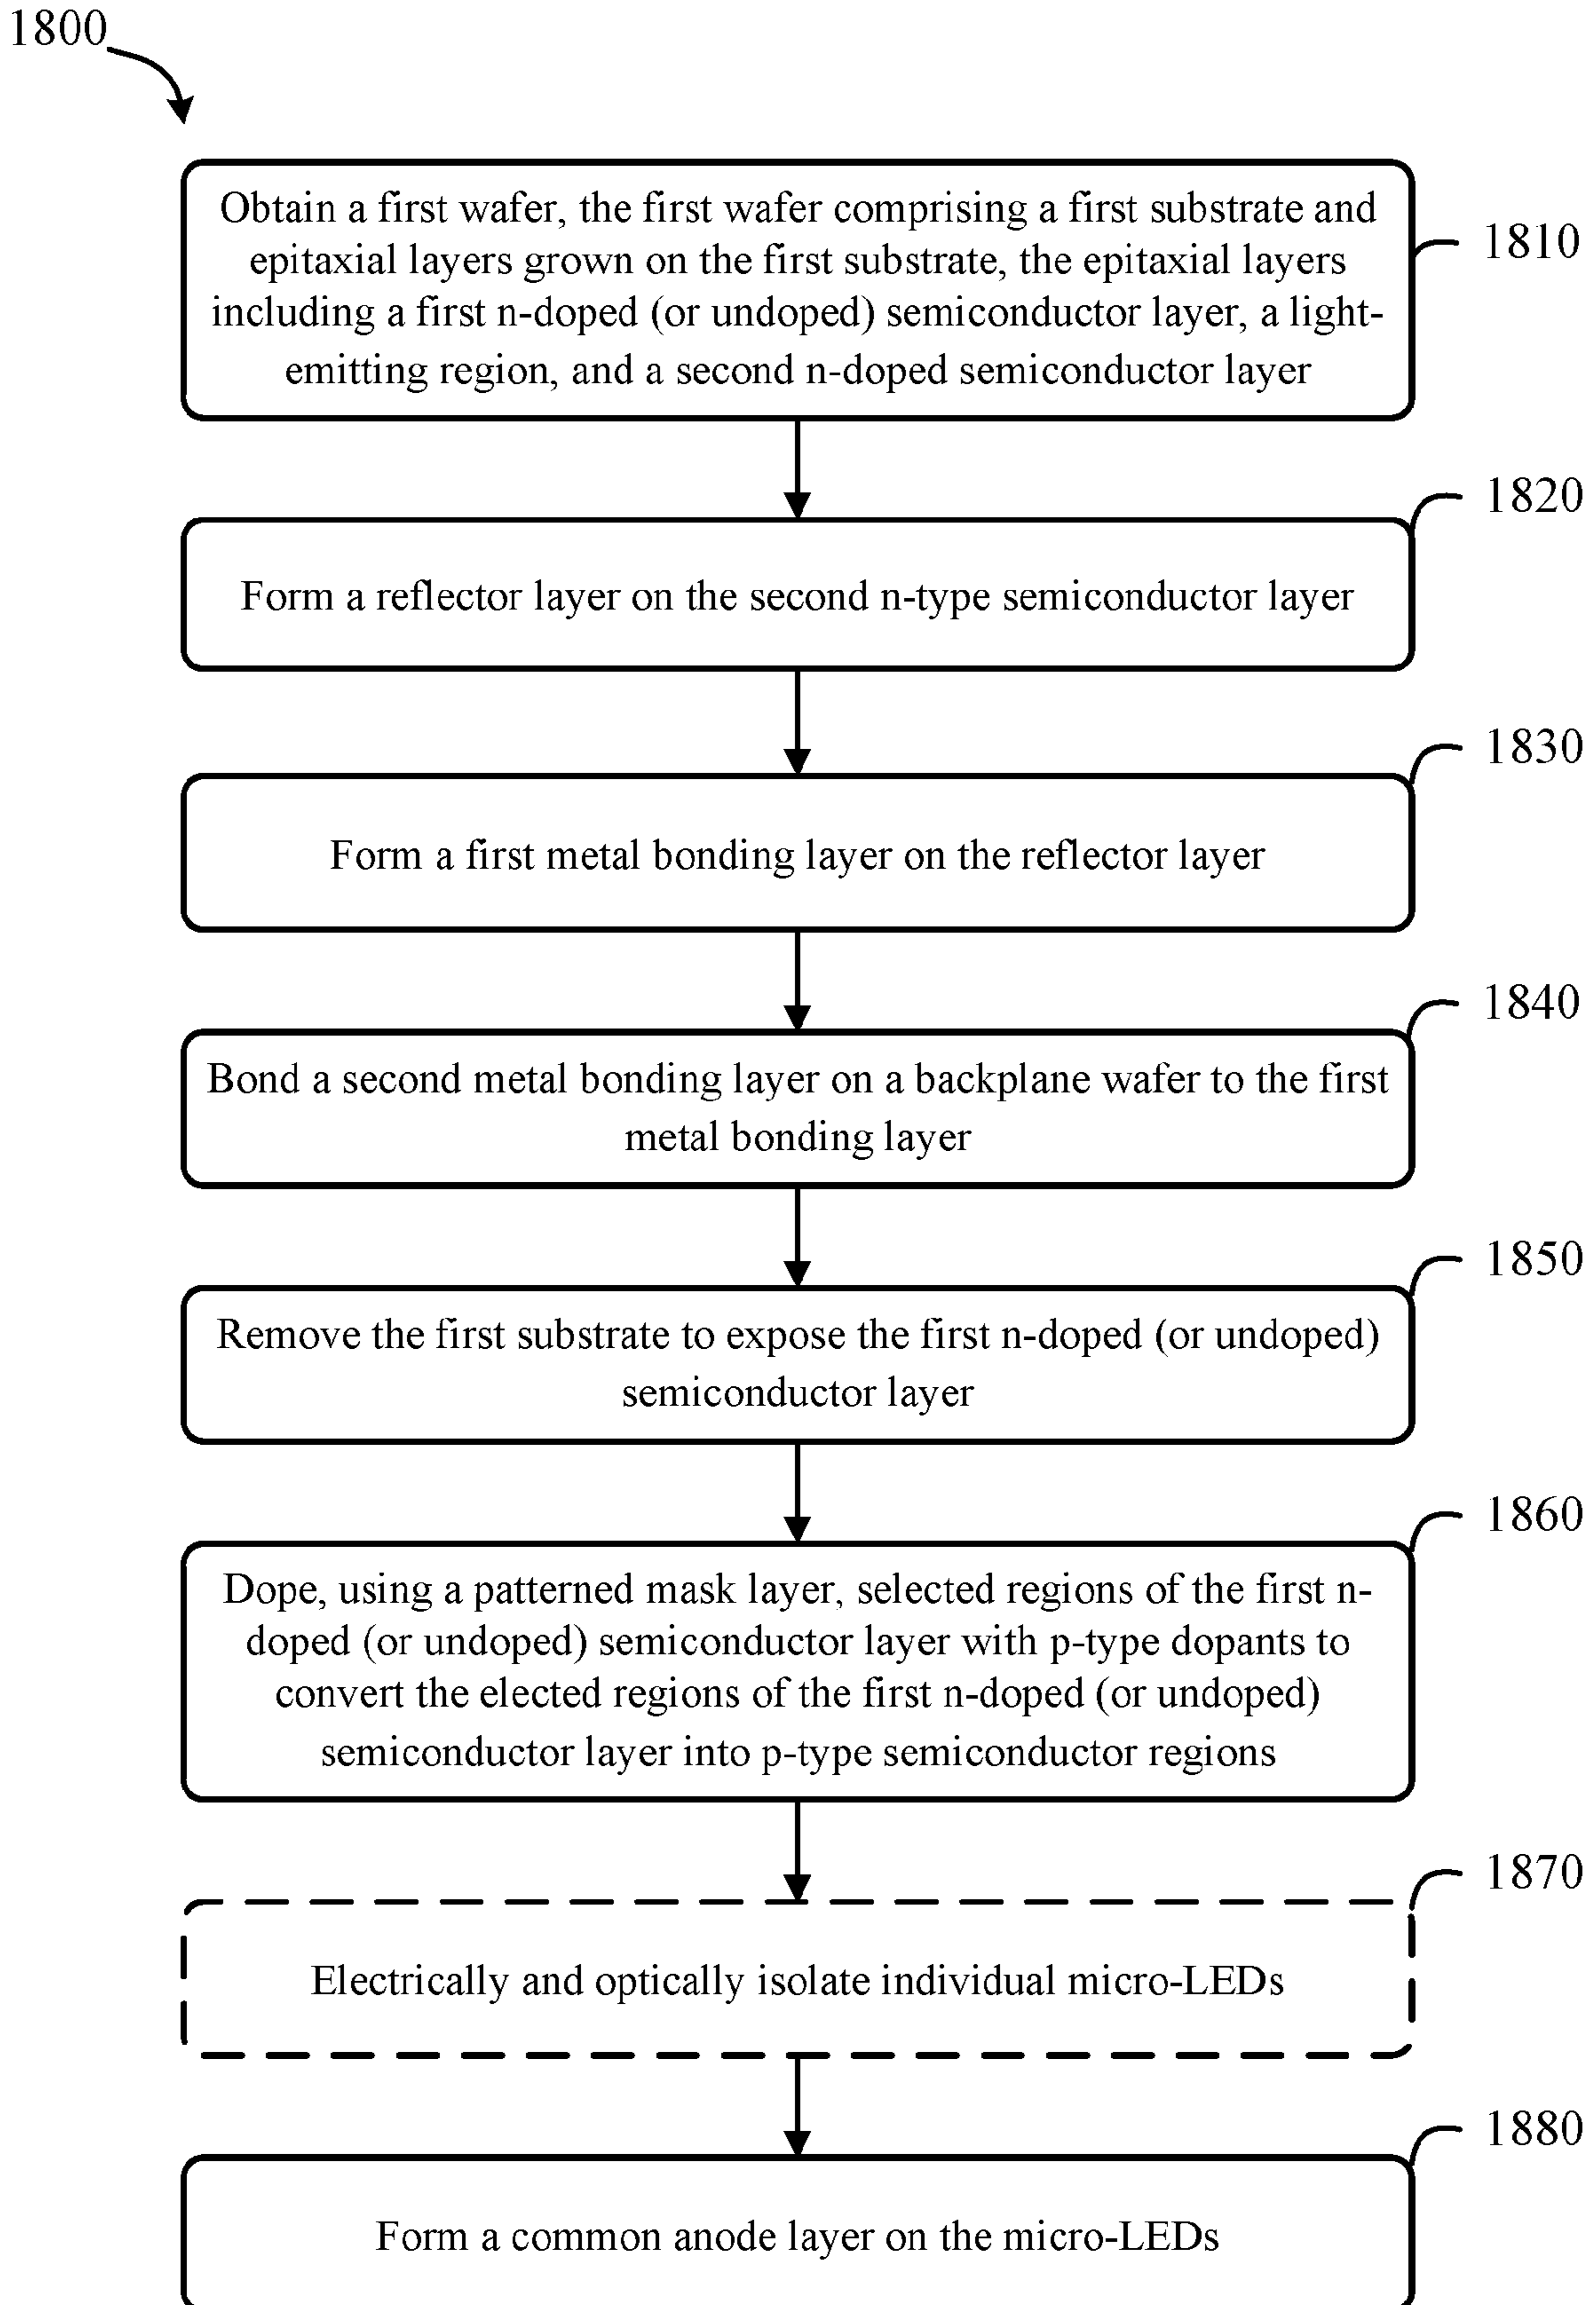 1800
Obtain a first wafer, the first wafer comprising a first substrate and
epitaxial layers grown on the first substrate, the epitaxial layers
including a first n-doped (or undoped) semiconductor layer, a light-
emitting region, and a second n-doped semiconductor layer
1810
1820
Form a reflector layer on the second n-type semiconductor layer
1830
Form a first metal bonding layer on the reflector layer
1840
Bond a second metal bonding layer on a backplane wafer to the first
metal bonding layer
1850
Remove the first substrate to expose the first n-doped (or undoped)
semiconductor layer
1860
Dope, using a patterned mask layer, selected regions of the first n-
doped (or undoped) semiconductor layer with p-type dopants to
convert the elected regions of the first n-doped (or undoped)
semiconductor layer into p-type semiconductor regions
1870
Electrically and optically isolate individual micro-LEDs
1880
Form a common anode layer on the micro-LEDs